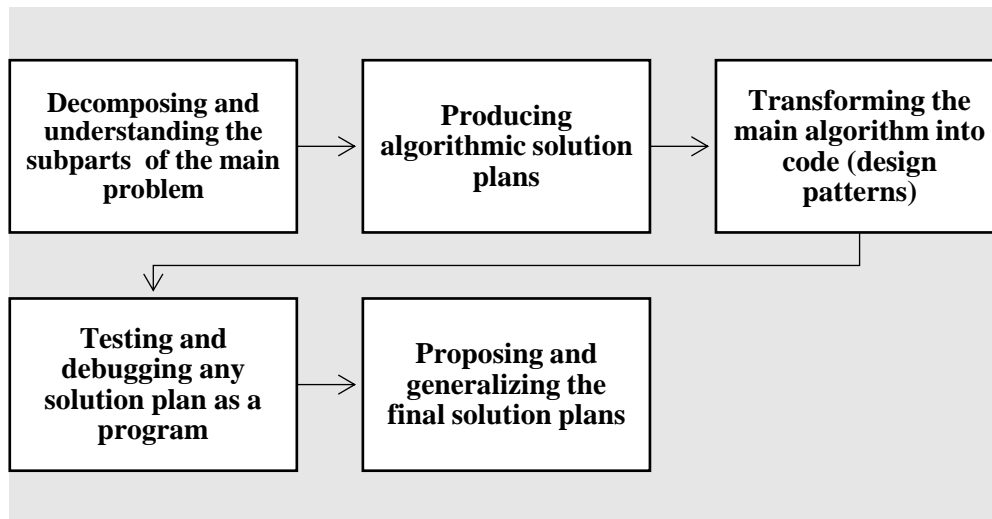 Decomposing and
understanding the
subparts of the main
problem
Producing
algorithmic solution
plans
Transforming the
main algorithm into
code (design
patterns)
Testing and
debugging any
solution plan as a
program
Proposing and
generalizing the
final solution plans